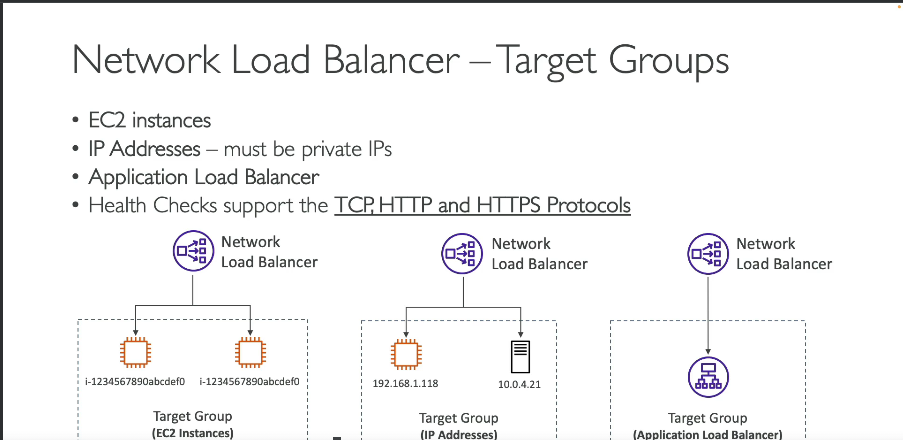 Network Load Balancer – Target Groups
• EC2 instances
• IP Addresses – must be private IPs
• Application Load Balancer
• Health Checks support the TCP, HTTP and HTTPS Protocols
Network
Load Balancer
Network
Load Balancer
Network
Load Balancer
i-1234567890abcdef0
i-1234567890abcdef0
192.168.1.118
10.0.4.21
Target Group
(EC2 Instances)
Target Group
(IP Addresses)
Target Group
(Application Load Balancer)